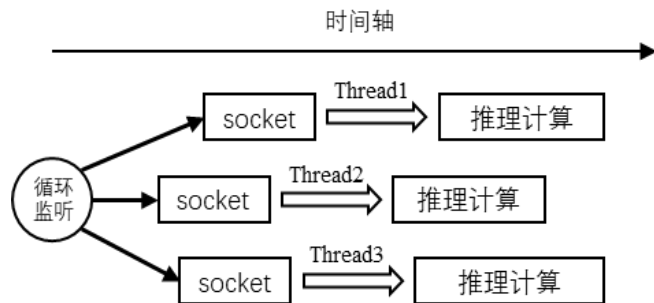 时间轴
Thread1
socket
推理计算
循环
监听
Thread2
socket
推理计算
Thread3
socket
推理计算